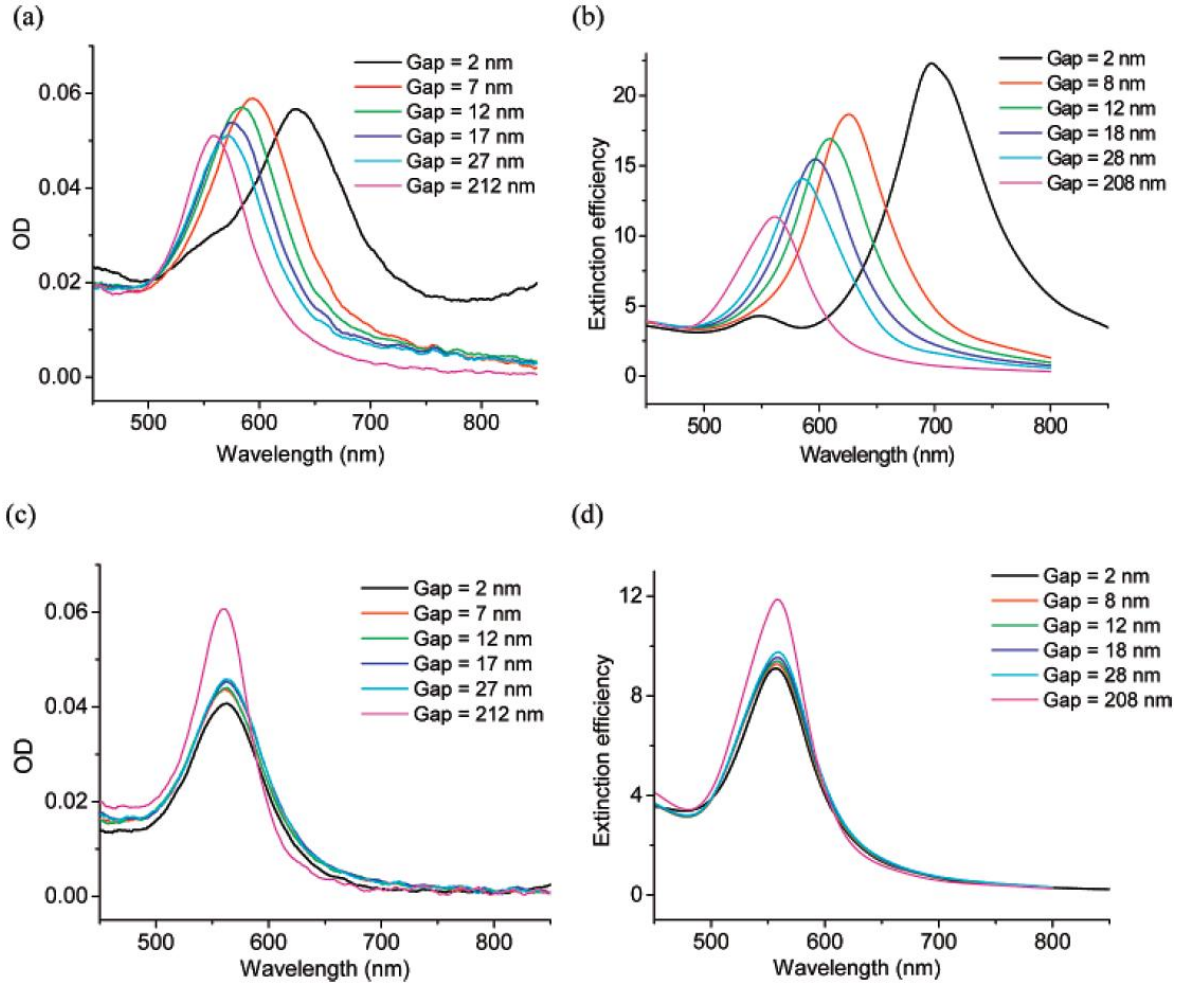 (a)
Gap = 2 nm
Gap = 7 nm
Gap = 12 nm
Gap = 17 nm
Gap = 27 nm
Gap = 212 nm
0.06
0.04
0.02
0.00
OD
500 600 700 800
Wavelength (nm)
(b)
Gap = 2 nm
Gap = 8 nm
Gap = 12 nm
Gap = 18 nm
Gap = 28 nm
Gap = 208 nm
20
15
10
5
0
Extinction efficiency
500 600 700 800
Wavelength (nm)
(c)
Gap = 2 nm
Gap = 7 nm
Gap = 12 nm
Gap = 17 nm
Gap = 27 nm
Gap = 212 nm
0.06
0.04
0.02
0.00
OD
500 600 700 800
Wavelength (nm)
(d)
Gap = 2 nm
Gap = 8 nm
Gap = 12 nm
Gap = 18 nm
Gap = 28 nm
Gap = 208 nm
12
8
4
0
Extinction efficiency
500 600 700 800
Wavelength (nm)